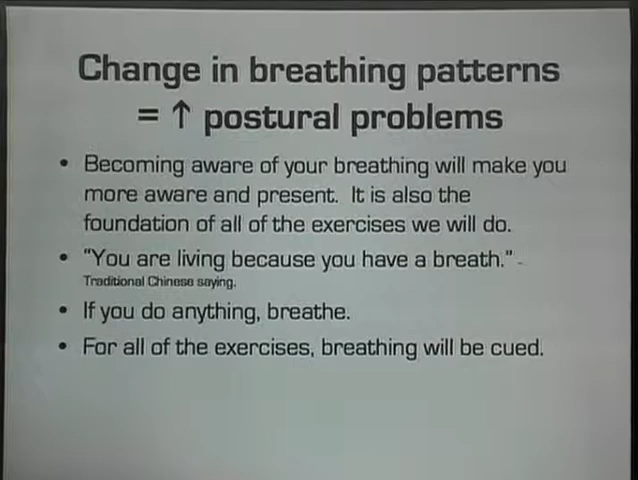 Change in breathing patterns
= ↑ postural problems
• Becoming aware of your breathing will make you
more aware and present. It is also the
foundation of all of the exercises we will do.
• "You are living because you have a breath." -
Traditional Chinese saying.
• If you do anything, breathe.
• For all of the exercises, breathing will be cued.